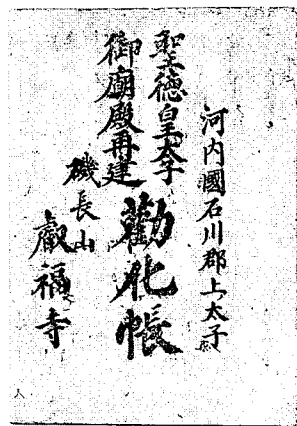 河内國石川郡上太子
聖徳皇太子
御廟殿再建
勸化帳
磯長山
叡福寺